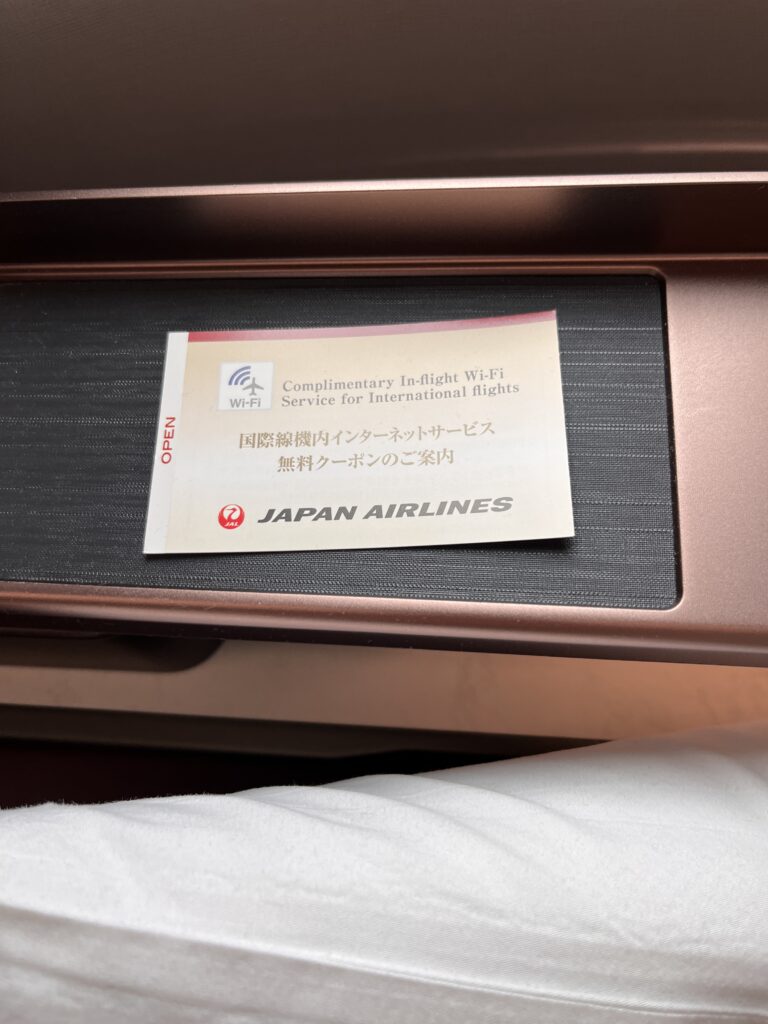 Wi-Fi
Complimentary In-flight Wi-Fi
Service for International flights
OPEN
国際線機内インターネットサービス
無料クーポンのご案内
JAL
JAPAN AIRLINES